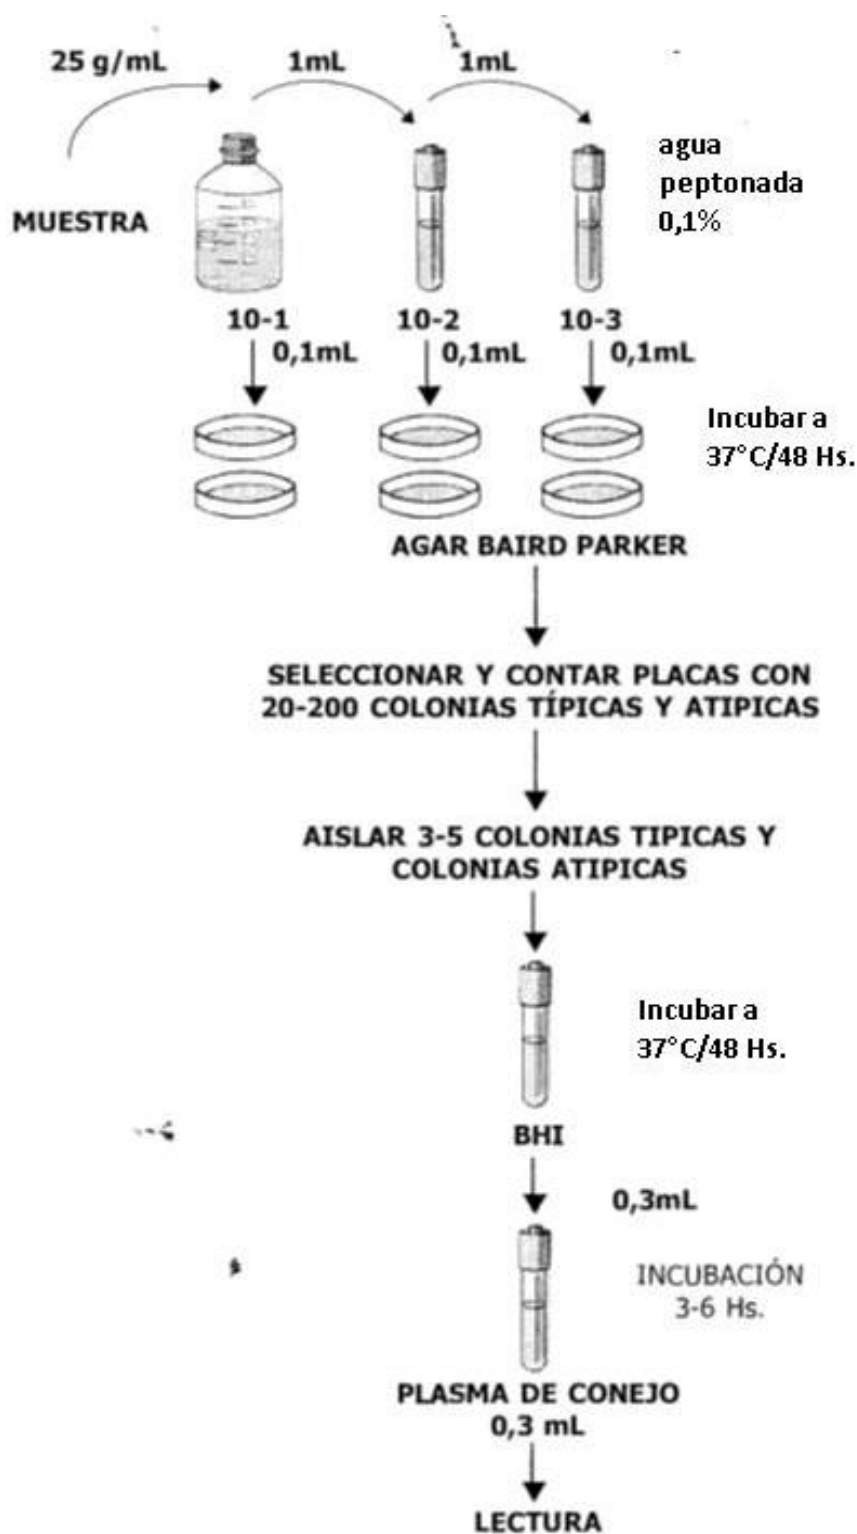 25 g/mL
1mL
1mL
agua
peptonada
0,1%
MUESTRA
10-1
10-2
10-3
0,1mL
0,1mL
0,1mL
Incubar a
37°C/48 Hs.
AGAR BAIRD PARKER
SELECCIONAR Y CONTAR PLACAS CON
20-200 COLONIAS TÍPICAS Y ATIPICAS
AISLAR 3-5 COLONIAS TIPICAS Y
COLONIAS ATIPICAS
Incubar a
37°C/48 Hs.
BHI
0,3mL
INCUBACIÓN
3-6 Hs.
PLASMA DE CONEJO
0,3 mL
LECTURA